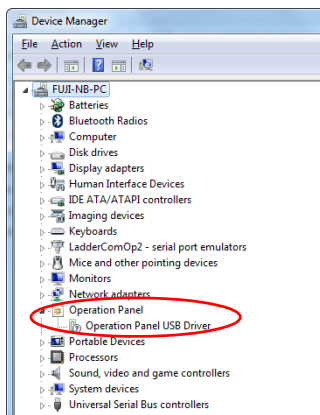 Device Manager
File Action View Help
FUJI-NB-PC
Batteries
Bluetooth Radios
Computer
Disk drives
Display adapters
Human Interface Devices
IDE ATA/ATAPI controllers
Imaging devices
Keyboards
LadderComOp2 - serial port emulators
Mice and other pointing devices
Monitors
Network adapters
Operation Panel
Operation Panel USB Driver
Portable Devices
Processors
Sound, video and game controllers
System devices
Universal Serial Bus controllers